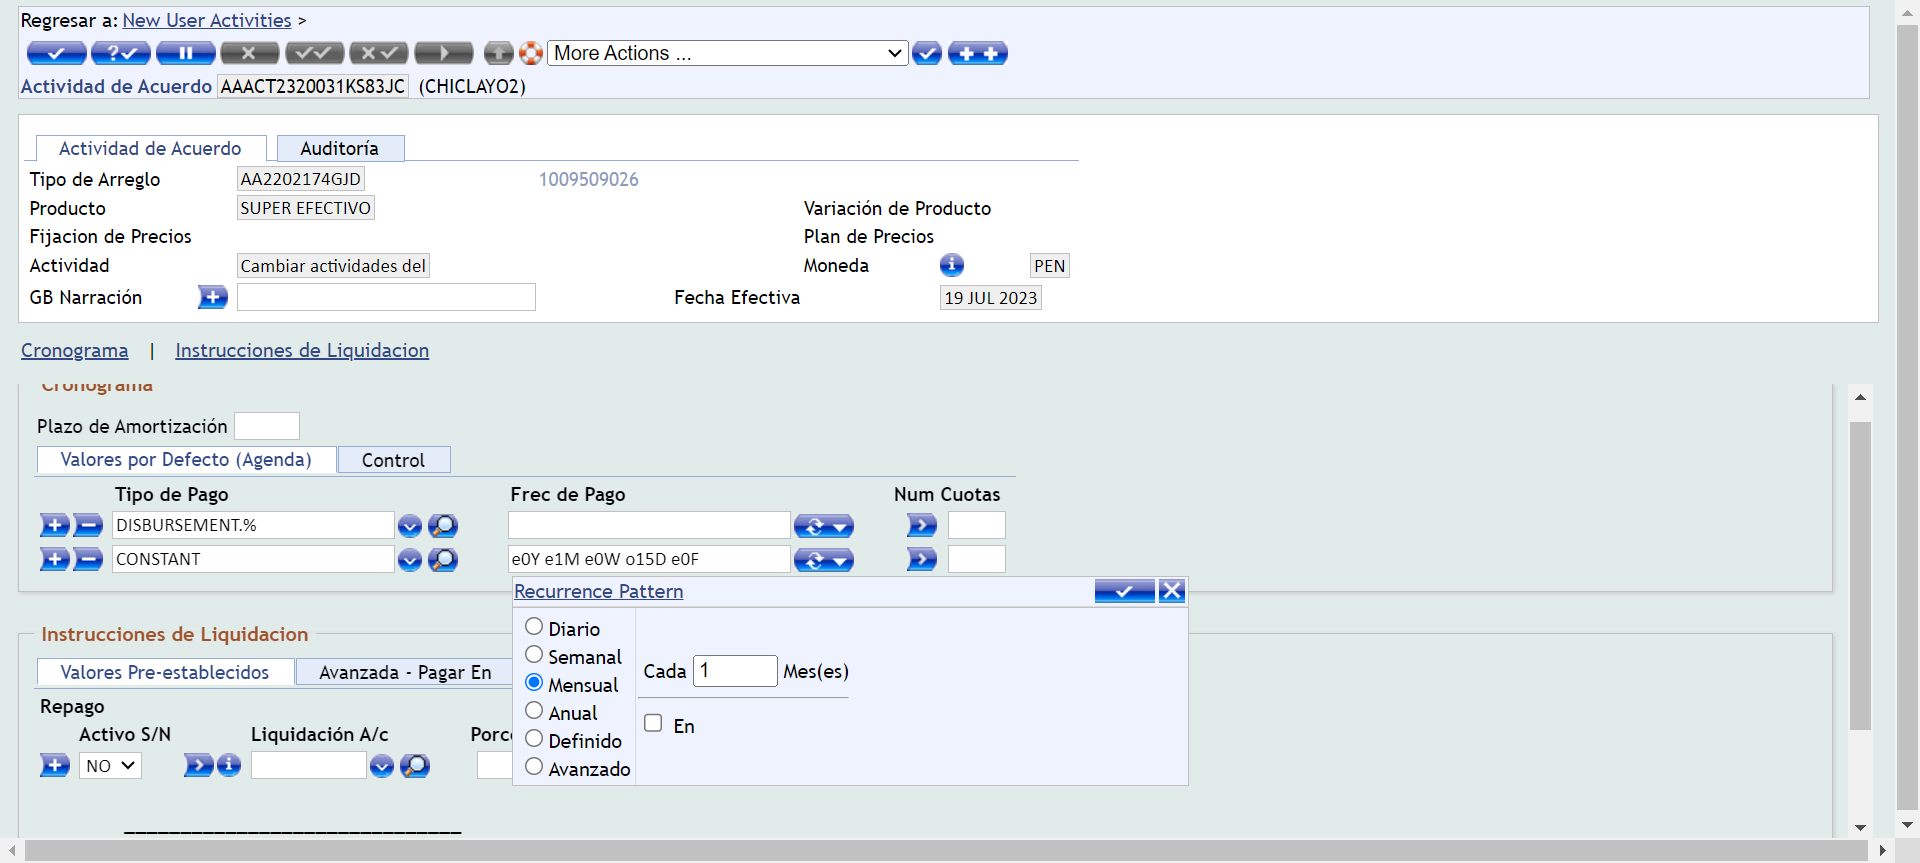 Regresar a: New User Activities >
More Actions ...
Actividad de Acuerdo AAACT2320031KS83JC (CHICLAYO2)
Actividad de Acuerdo Auditoría
Tipo de Arreglo AA2202174GJD 1009509026
Producto SUPER EFECTIVO Variación de Producto
Fijacion de Precios Plan de Precios
Actividad Cambiar actividades del Moneda PEN
GB Narración Fecha Efectiva 19 JUL 2023
Cronograma | Instrucciones de Liquidacion
Cronograma
Plazo de Amortización
Valores por Defecto (Agenda) Control
Tipo de Pago Frec de Pago Num Cuotas
DISBURSEMENT.%
CONSTANT e0Y e1M e0W o15D e0F
Recurrence Pattern
Diario
Semanal
Mensual
Anual
Definido
Avanzado
Cada 1 Mes(es)
En
Instrucciones de Liquidacion
Valores Pre-establecidos Avanzada - Pagar En
Repago
Activo S/N Liquidación A/c
NO